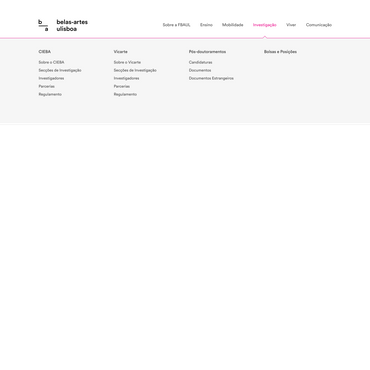 b
a
belas-artes
ulisboa
Sobre a FBAUL Ensino Mobilidade Investigação Viver Comunicação
CIEBA Vicarte Pós-doutoramentos Bolsas e Posições
Sobre o CIEBA Sobre o Vicarte Candidaturas
Secções de Investigação Secções de Investigação Documentos
Investigadores Investigadores Documentos Estrangeiros
Parcerias Parcerias
Regulamento Regulamento